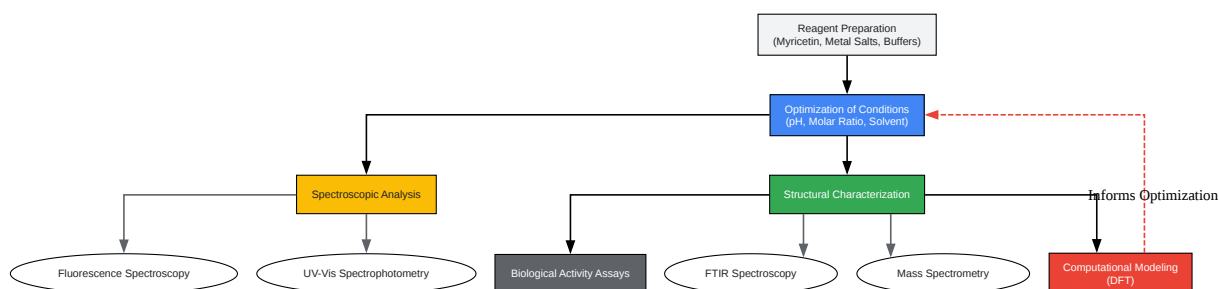 Reagent Preparation
(Myricetin, Metal Salts, Buffers)
Optimization of Conditions
(pH, Molar Ratio, Solvent)
Spectroscopic Analysis
Structural Characterization
Informs Optimization
Fluorescence Spectroscopy
UV-Vis Spectrophotometry
Biological Activity Assays
FTIR Spectroscopy
Mass Spectrometry
Computational Modeling
(DFT)